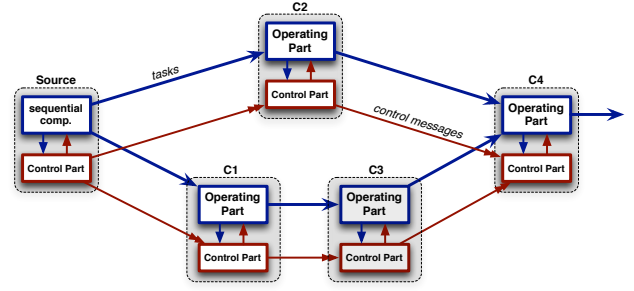 C2
Operating
Part
Control Part
tasks
control messages
Source
sequential
comp.
Control Part
C4
Operating
Part
Control Part
C1
Operating
Part
Control Part
C3
Operating
Part
Control Part